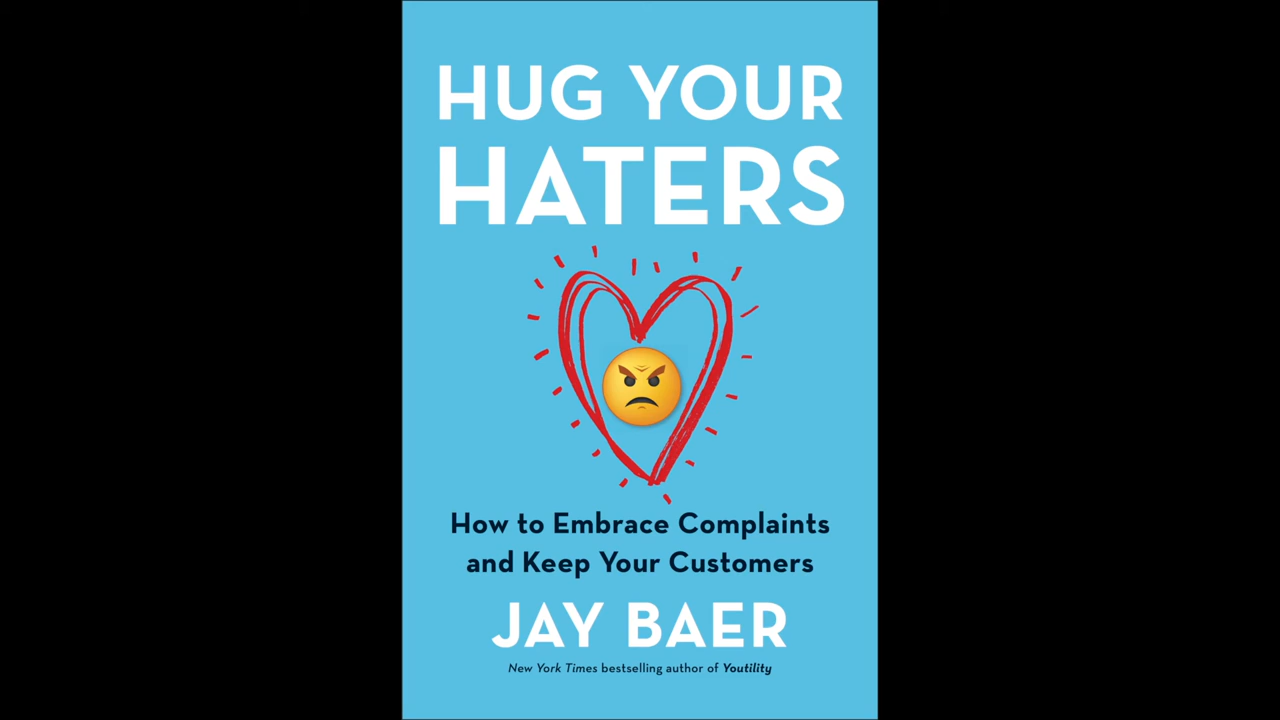 HUG YOUR
HATERS
How to Embrace Complaints
and Keep Your Customers
JAY BAER
New York Times bestselling author of Youtility